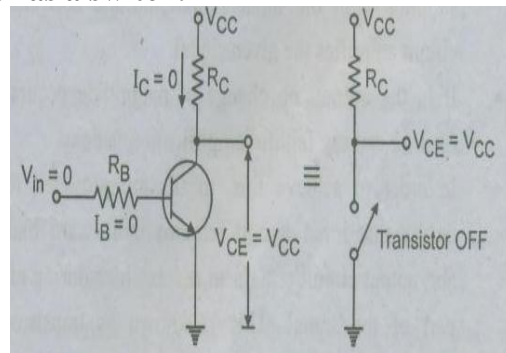 VCC
VCC
IC = 0
RC
RC
VCE = VCC
Vin = 0
RB
IB = 0
VCE = VCC
Transistor OFF